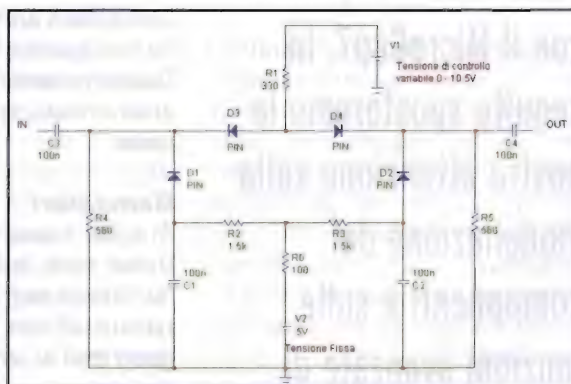 V1
Tensione di controllo
variabile 0 - 10.5V
R1
330
D3
PIN
D4
PIN
IN
C3
100n
OUT
C4
100n
D1
PIN
D2
PIN
R4
560
R2
1.5k
R3
1.5k
R5
560
R6
100
100n
C1
100n
V2
5V
Tensione Fissa